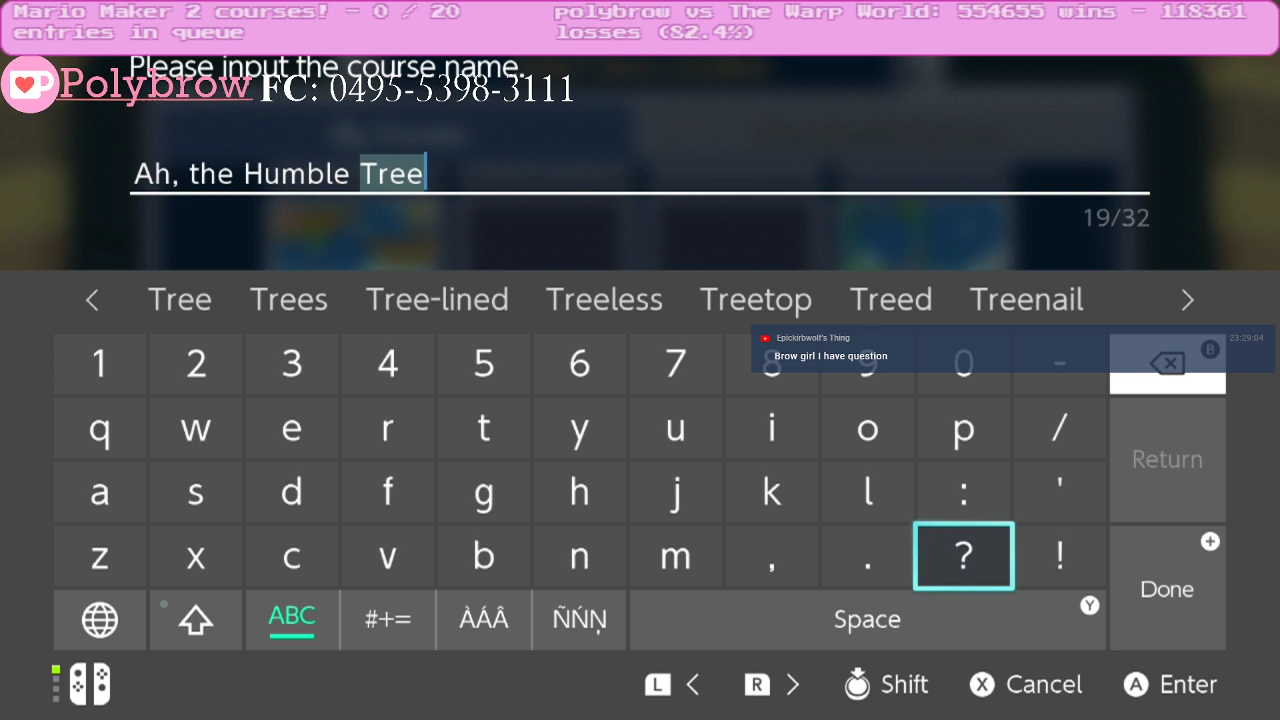 Mario Maker 2 courses! - 0 / 20 entries in queue
polybrow vs The Warp World: 554655 wins - 118361 losses (82.4%)
Please input the course name.
Polybrow FC: 0495-5398-3111
Ah, the Humble Tree
19/32
< Tree Trees Tree-lined Treeless Treetop Treed Treenail >
Epickirbwolf's Thing 23:29:04
Brow girl I have question
1 2 3 4 5 6 7 8 9 0 - B
q w e r t y u i o p / Return
a s d f g h j k l : '
z x c v b n m , . ? ! + Done
ABC #+= ÀÁÂ ÑŃŅ Space Y
L < R > Shift X Cancel A Enter